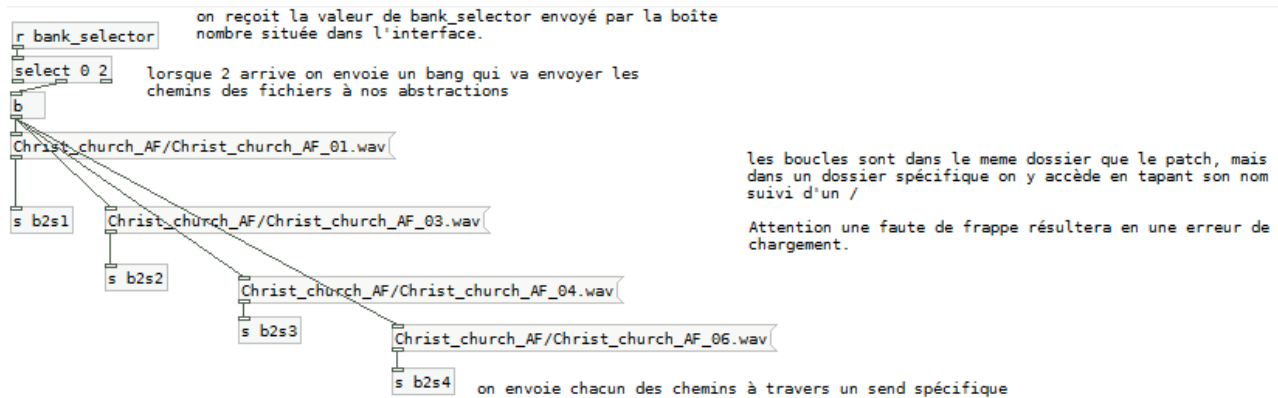 on reçoit la valeur de bank_selector envoyé par la boîte
nombre située dans l'interface.
r bank_selector
select 0 2
lorsque 2 arrive on envoie un bang qui va envoyer les
chemins des fichiers à nos abstractions
b
Christ_church_AF/Christ_church_AF_01.wav
les boucles sont dans le meme dossier que le patch, mais
dans un dossier spécifique on y accède en tapant son nom
suivi d'un /
Attention une faute de frappe résultera en une erreur de
chargement.
s b2s1
Christ_church_AF/Christ_church_AF_03.wav
s b2s2
Christ_church_AF/Christ_church_AF_04.wav
s b2s3
Christ_church_AF/Christ_church_AF_06.wav
s b2s4
on envoie chacun des chemins à travers un send spécifique